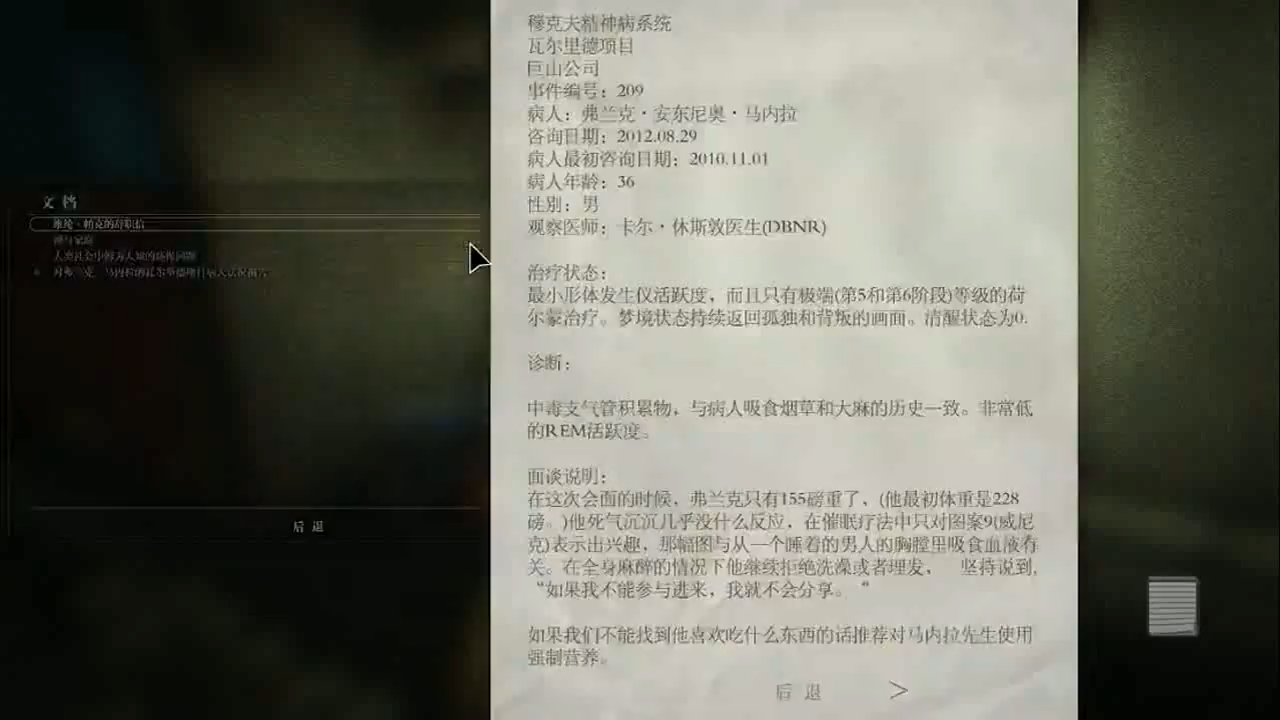 文档
维纶·帕克的辞职信
后退
穆克夫精神病系统
瓦尔里德项目
巨山公司
事件编号：209
病人：弗兰克·安东尼奥·马内拉
咨询日期：2012.08.29
病人最初咨询日期：2010.11.01
病人年龄：36
性别：男
观察医师：卡尔·休斯敦医生(DBNR)
治疗状态：
最小形体发生仪活跃度，而且只有极端(第5和第6阶段)等级的荷
尔蒙治疗。梦境状态持续返回孤独和背叛的画面。清醒状态为0.
诊断：
中毒支气管积累物，与病人吸食烟草和大麻的历史一致。非常低
的REM活跃度。
面谈说明：
在这次会面的时候，弗兰克只有155磅重了，(他最初体重是228
磅。)他死气沉沉几乎没什么反应，在催眠疗法中只对图案9(威尼
克)表示出兴趣，那幅图与从一个睡着的男人的胸膛里吸食血液有
关。在全身麻醉的情况下他继续拒绝洗澡或者理发， 坚持说到，
“如果我不能参与进来，我就不会分享。“
如果我们不能找到他喜欢吃什么东西的话推荐对马内拉先生使用
强制营养。
后退 >